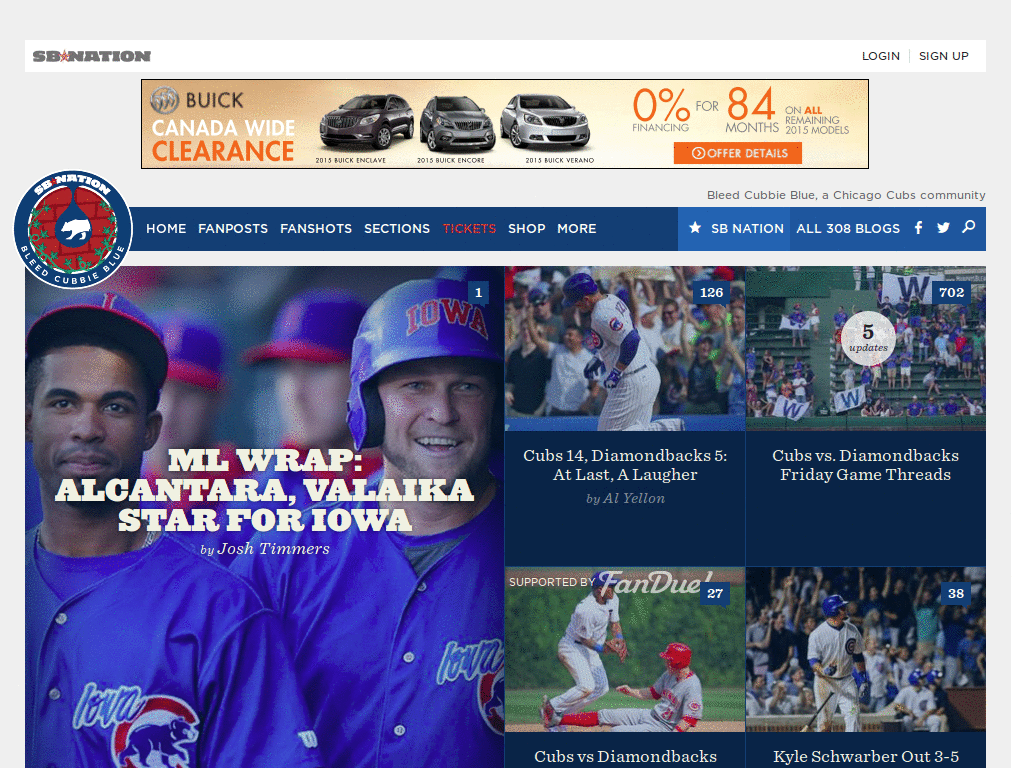 SB NATION
LOGIN
SIGN UP
BUICK
CANADA WIDE
CLEARANCE
2015 BUICK ENCLAVE
2015 BUICK ENCORE
2015 BUICK VERANO
0% FOR 84
FINANCING
MONTHS
ON ALL
REMAINING
2015 MODELS
OFFER DETAILS
Bleed Cubbie Blue, a Chicago Cubs community
SB NATION
BLEED CUBBIE BLUE
HOME FANPOSTS FANSHOTS SECTIONS TICKETS SHOP MORE
SB NATION
ALL 308 BLOGS
1
IOWA
ML WRAP:
ALCANTARA, VALAIKA
STAR FOR IOWA
by Josh Timmers
Iowa
Iowa
126
Cubs 14, Diamondbacks 5:
At Last, A Laugher
by Al Yellon
702
5
updates
W
W
W
Cubs vs. Diamondbacks
Friday Game Threads
SUPPORTED BY FanDuel
27
Cubs vs Diamondbacks
38
Kyle Schwarber Out 3-5